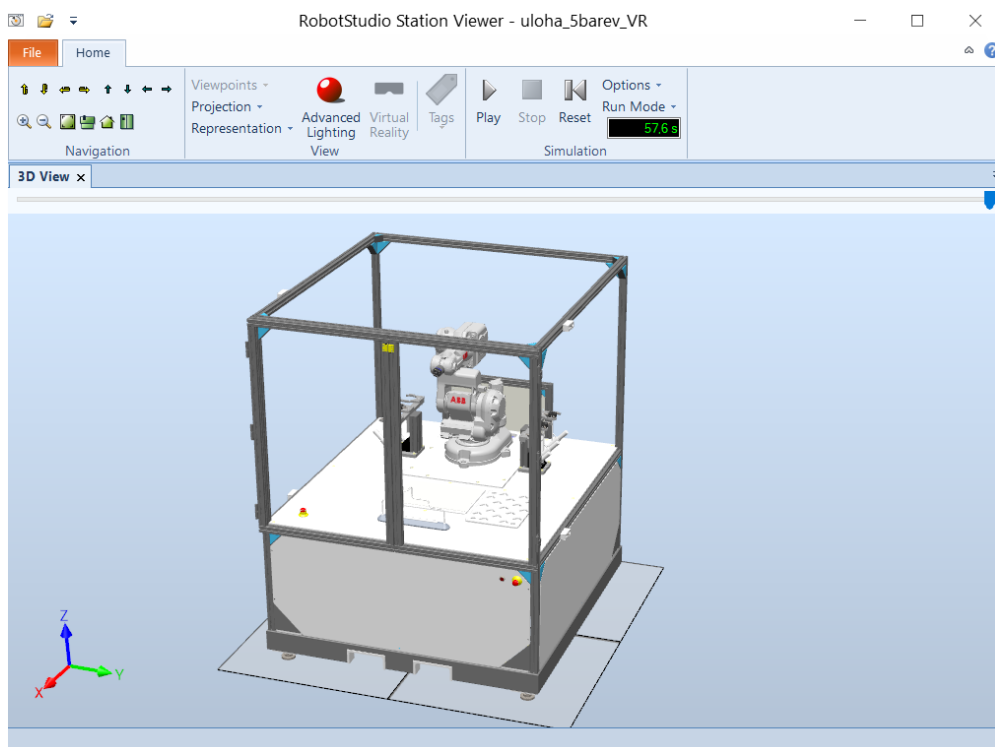 RobotStudio Station Viewer - uloha_5barev_VR
File
Home
Viewpoints
Projection
Representation
Advanced
Lighting
Virtual
Reality
Tags
Play
Stop
Reset
Options
Run Mode
57,6 s
Navigation
View
Simulation
3D View
ABB
Z
Y
X